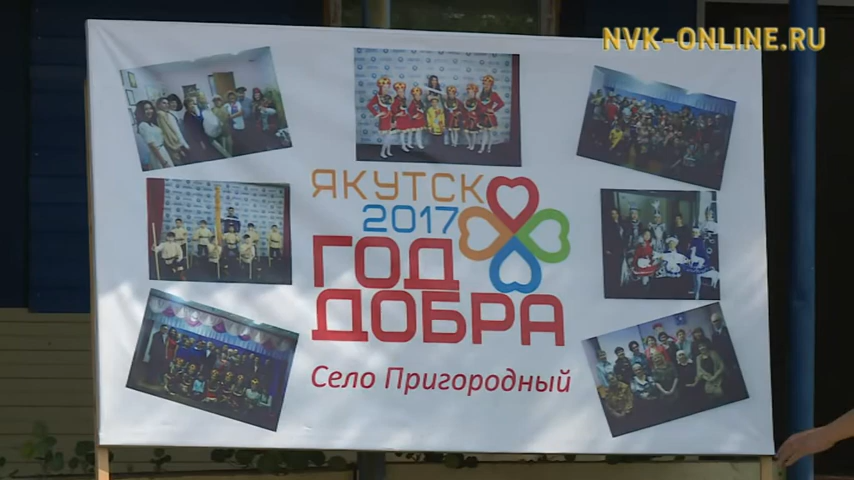 NVK-ONLINE.RU
ЯКУТСК
2017
ГОД
ДОБРА
Село Пригородный